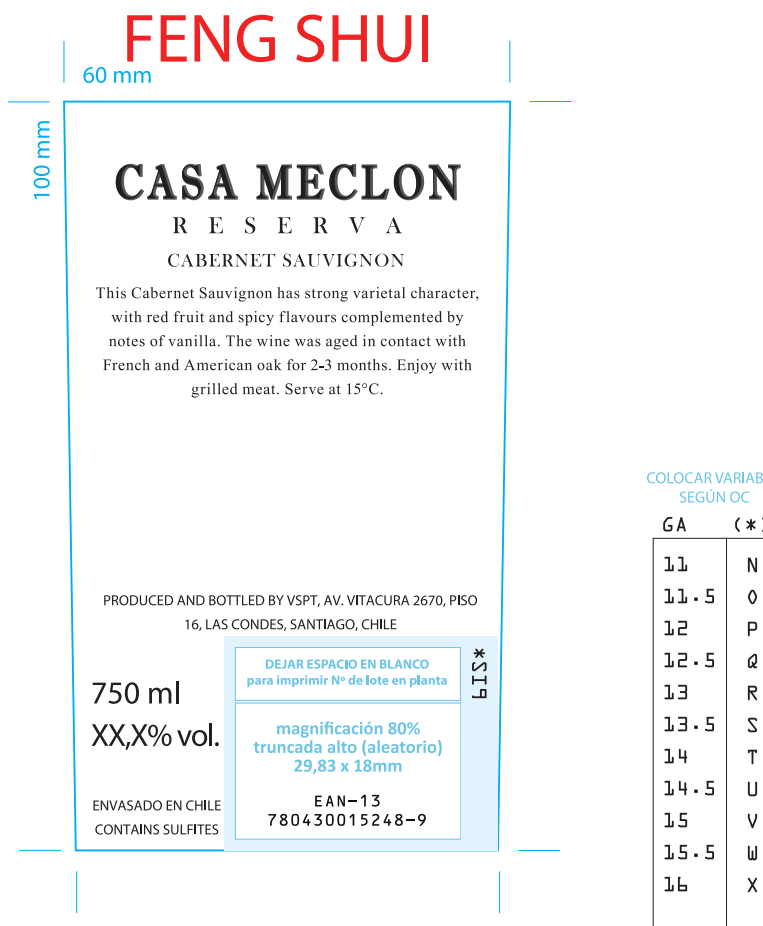 FENG SHUI
60 mm
100 mm
CASA MECLON
RESERVA
CABERNET SAUVIGNON
This Cabernet Sauvignon has strong varietal character,
with red fruit and spicy flavours complemented by
notes of vanilla. The wine was aged in contact with
French and American oak for 2-3 months. Enjoy with
grilled meat. Serve at 15°C.
PRODUCED AND BOTTLED BY VSPT, AV. VITACURA 2670, PISO
16, LAS CONDES, SANTIAGO, CHILE
750 ml
XX,X% vol.
ENVASADO EN CHILE
CONTAINS SULFITES
DEJAR ESPACIO EN BLANCO
para imprimir Nº de lote en planta
magnificación 80%
truncada alto (aleatorio)
29,83 x 18mm
EAN-13
780430015248-9
COLOCAR
SEGÚN OC
GA (*)
11 N
11.5 O
12 P
12.5 Q
13 R
13.5 S
14 T
14.5 U
15 V
15.5 W
16 X